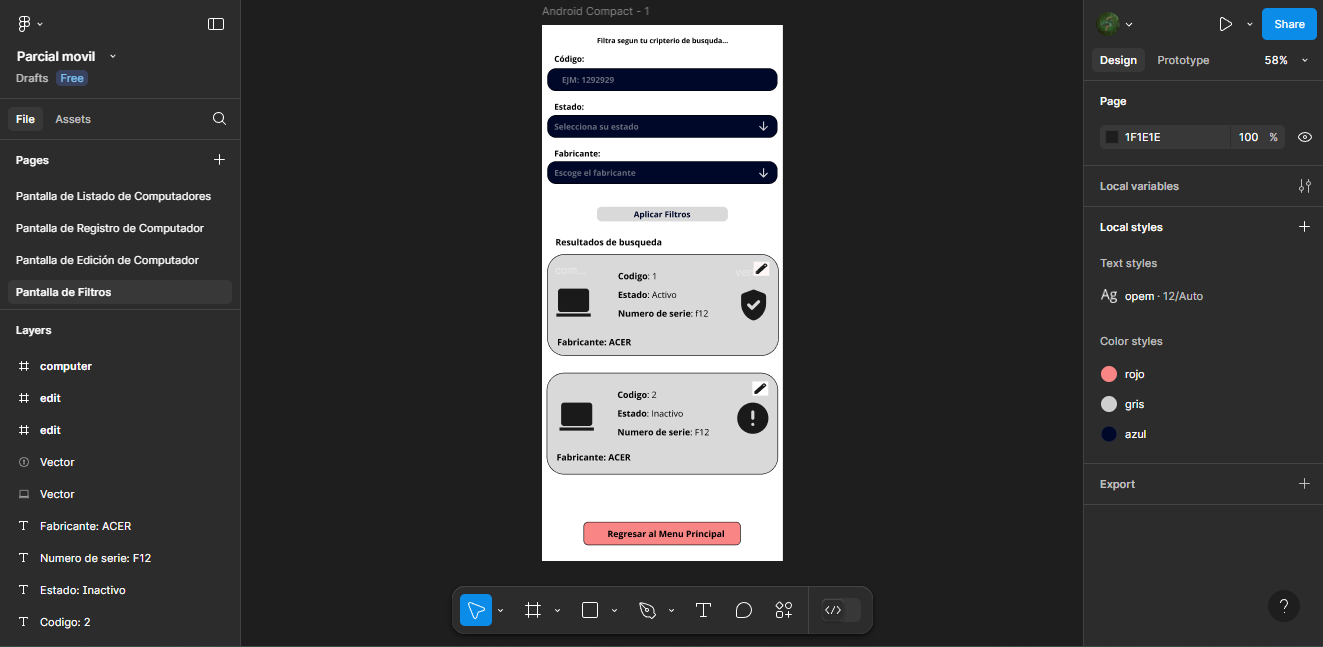 Parcial movil
Drafts Free
File Assets
Pages
Pantalla de Listado de Computadores
Pantalla de Registro de Computador
Pantalla de Edición de Computador
Pantalla de Filtros
Layers
computer
edit
edit
Vector
Vector
Fabricante: ACER
Numero de serie: F12
Estado: Inactivo
Codigo: 2
Android Compact - 1
Filtra segun tu cripterio de busquda...
Código:
EJM: 1292929
Estado:
Selecciona su estado
Fabricante:
Escoge el fabricante
Aplicar Filtros
Resultados de busqueda
com...
Codigo: 1
Estado: Activo
Numero de serie: f12
Fabricante: ACER
Codigo: 2
Estado: Inactivo
Numero de serie: F12
Fabricante: ACER
Regresar al Menu Principal
Share
Design Prototype 58%
Page
1F1E1E 100 %
Local variables
Local styles
Text styles
Ag opem · 12/Auto
Color styles
rojo
gris
azul
Export
?